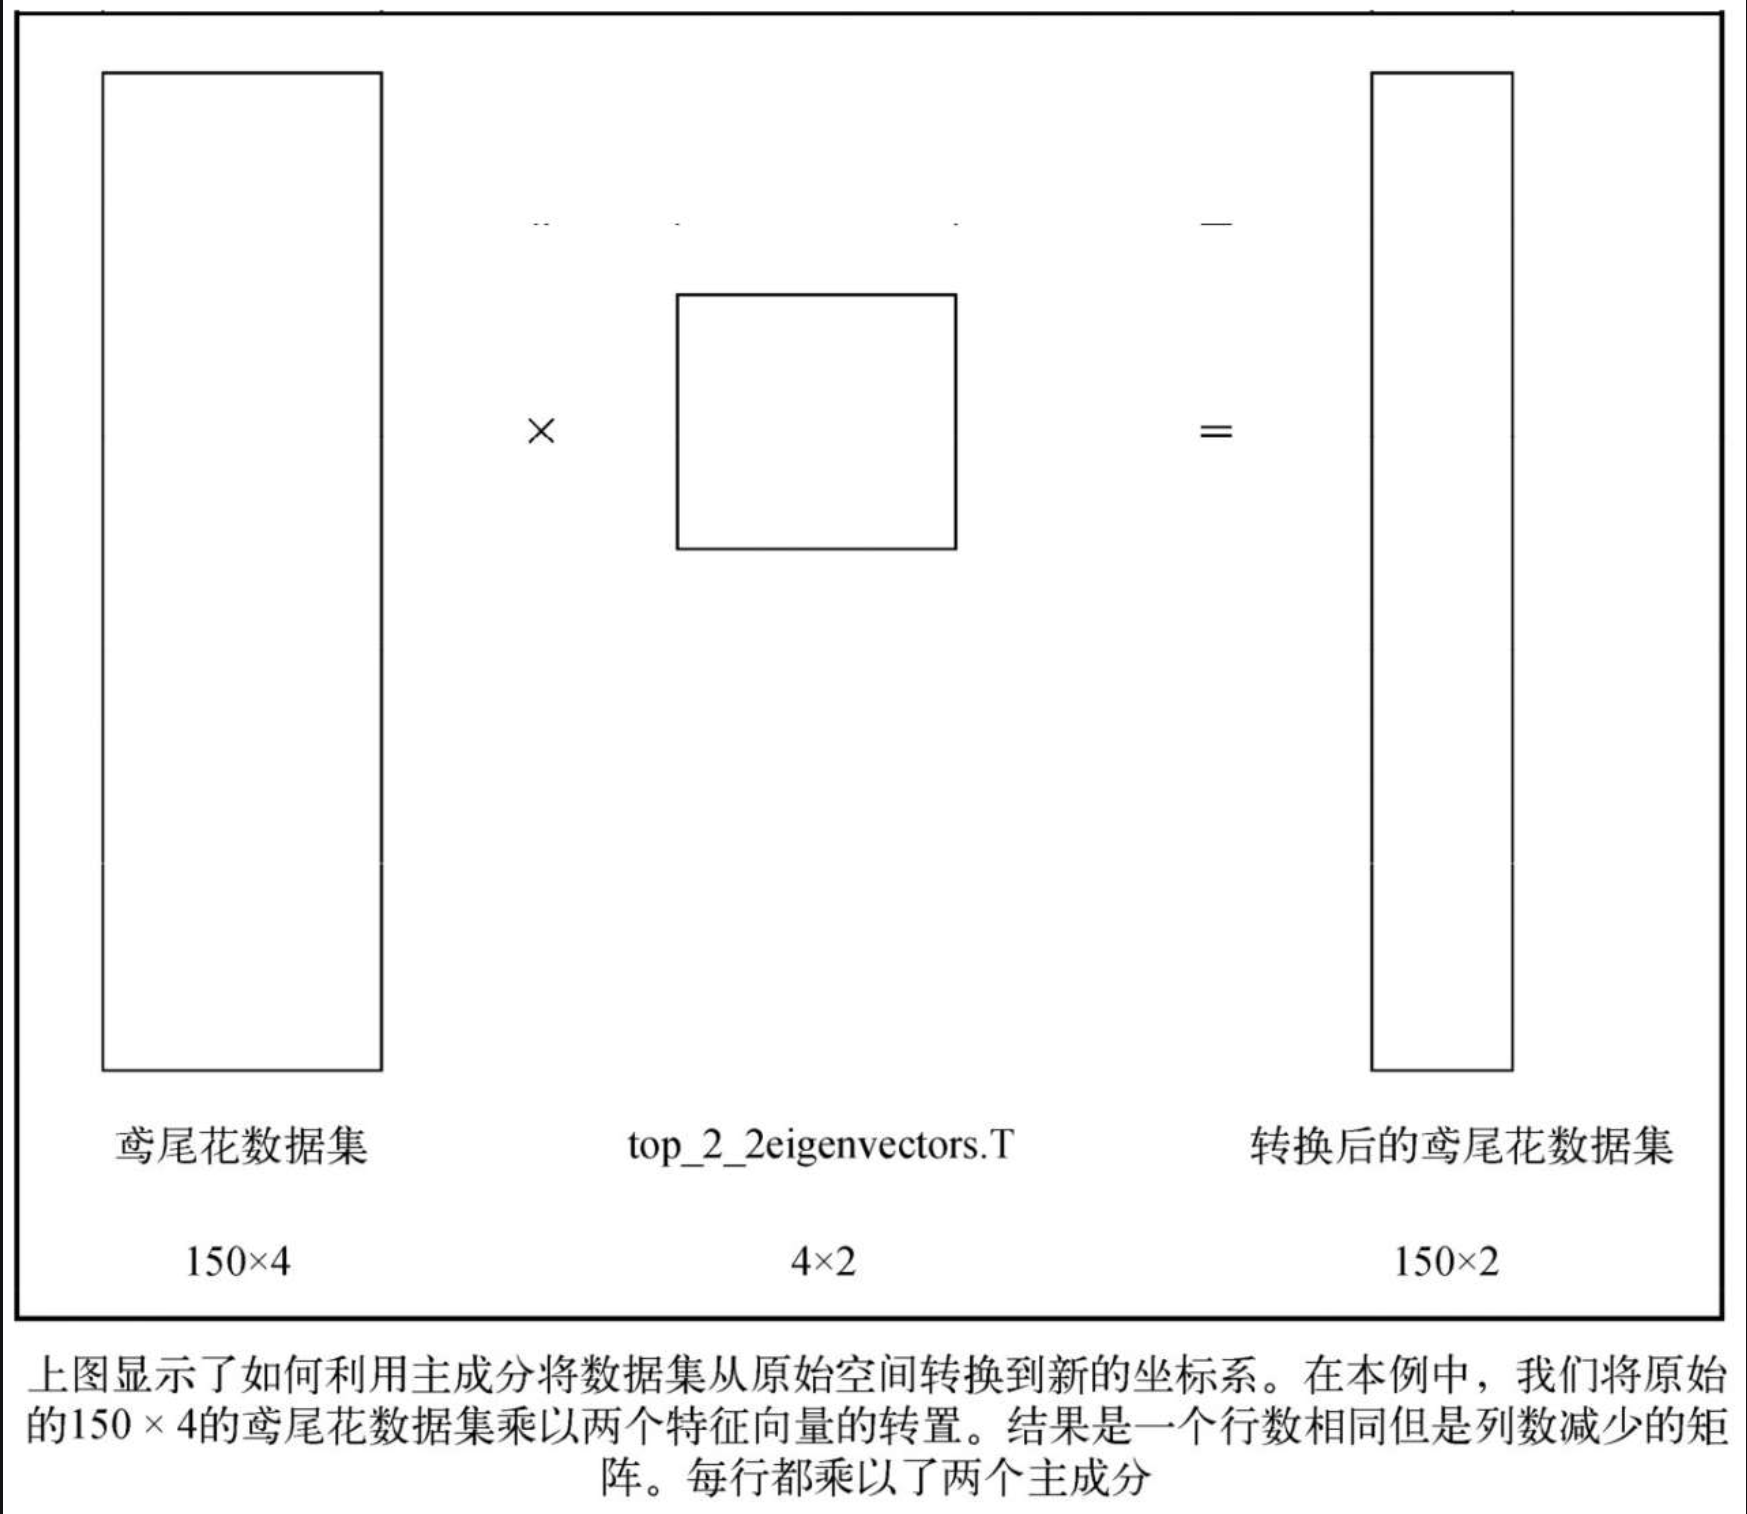 × =
鸢尾花数据集 top_2_2eigenvectors.T 转换后的鸢尾花数据集
150×4 4×2 150×2
上图显示了如何利用主成分将数据集从原始空间转换到新的坐标系。在本例中，我们将原始
的150 × 4的鸢尾花数据集乘以两个特征向量的转置。结果是一个行数相同但是列数减少的矩
阵。每行都乘以了两个主成分